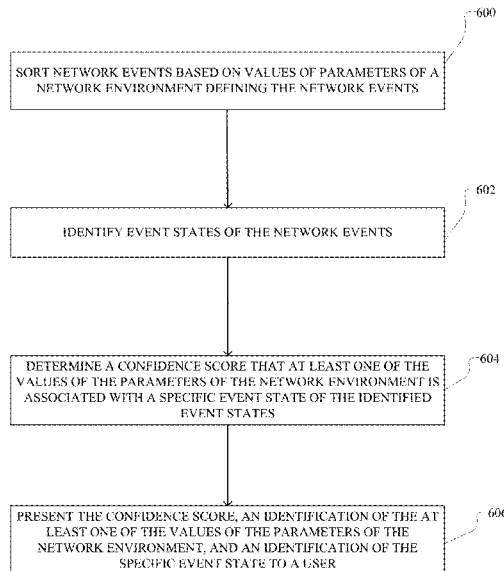 600
SORT NETWORK EVENTS BASED ON VALUES OF PARAMETERS OF A
NETWORK ENVIRONMENT DEFINING THE NETWORK EVENTS
602
IDENTIFY EVENT STATES OF THE NETWORK EVENTS
604
DETERMINE A CONFIDENCE SCORE THAT AT LEAST ONE OF THE
VALUES OF THE PARAMETERS OF THE NETWORK ENVIRONMENT IS
ASSOCIATED WITH A SPECIFIC EVENT STATE OF THE IDENTIFIED
EVENT STATES
606
PRESENT THE CONFIDENCE SCORE, AN IDENTIFICATION OF THE AT
LEAST ONE OF THE VALUES OF THE PARAMETERS OF THE
NETWORK ENVIRONMENT, AND AN IDENTIFICATION OF THE
SPECIFIC EVENT STATE TO A USER